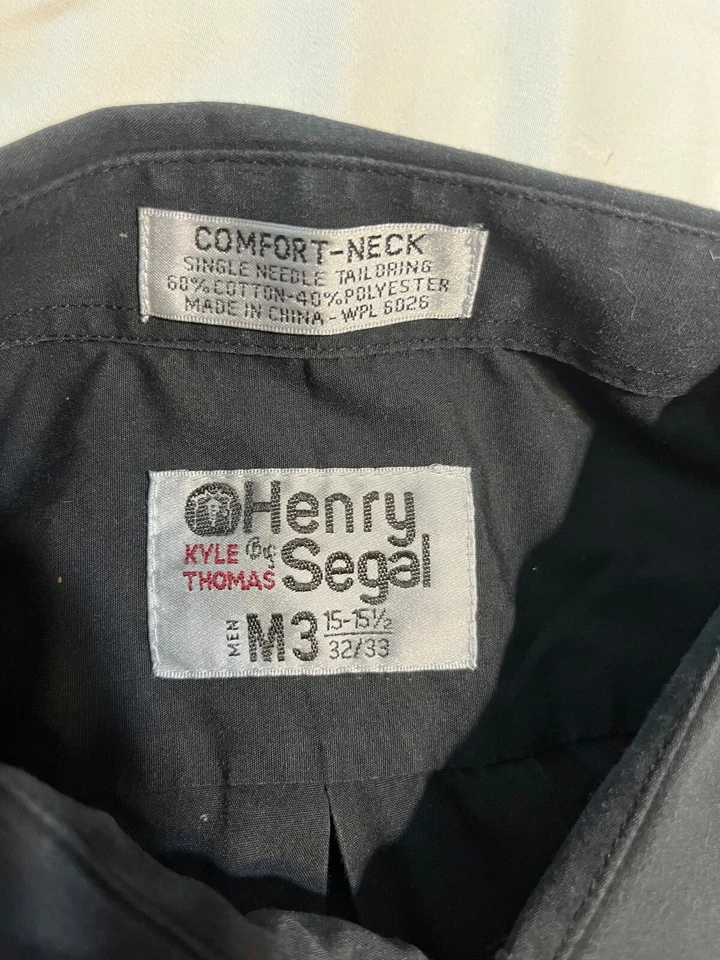 COMFORT-NECK
SINGLE NEEDLE TAILORING
60% COTTON-40% POLYESTER
MADE IN CHINA - WPL 6026
Henry
KYLE By Segal
THOMAS
MEN M3 15-15½
32/33